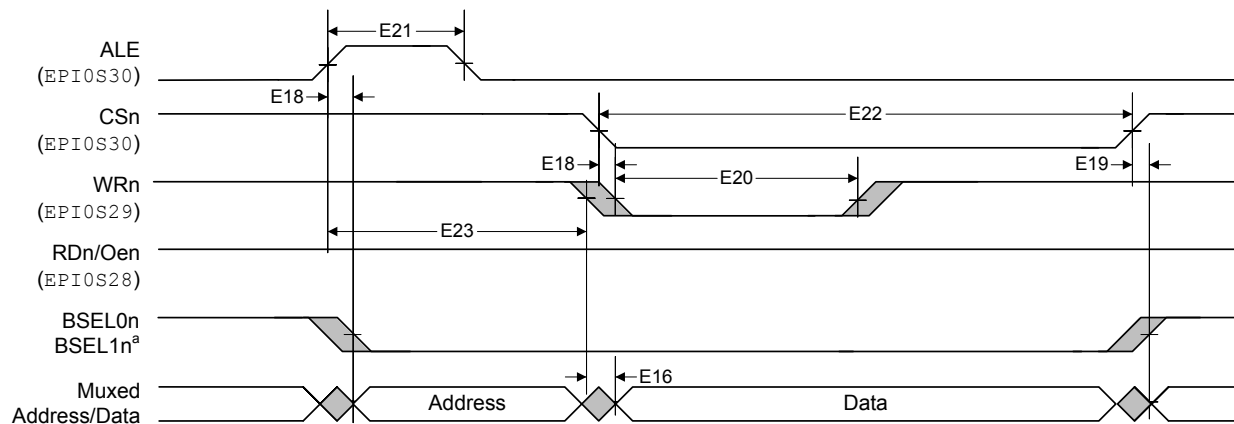 E21
ALE
(EPI0S30)
E18
CSn
E22
(EPI0S30)
E18
E19
WRn
E20
(EPI0S29)
E23
RDn/Oen
(EPI0S28)
BSEL0n
BSEL1nª
E16
Muxed
Address/Data
Address
Data